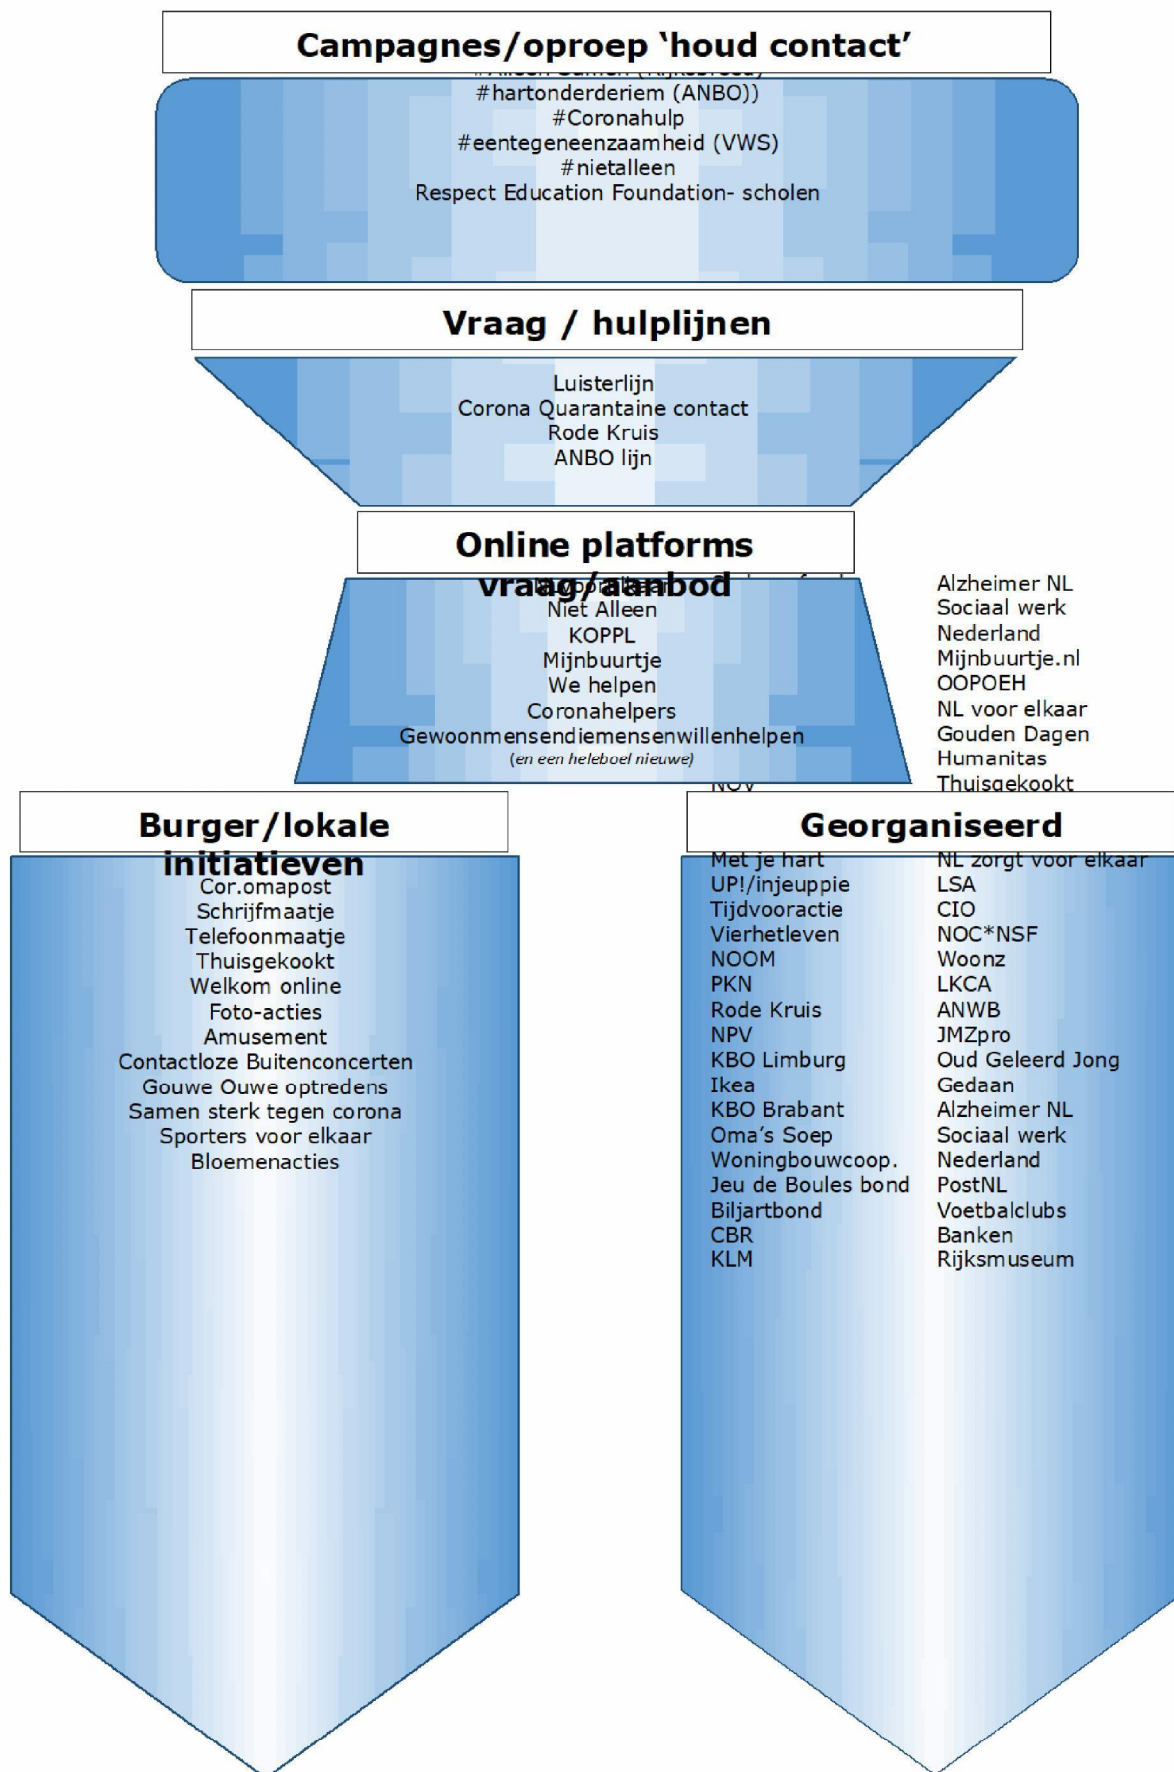 Campagnes/oproep ‘houd contact’
#hartonderderiem (ANBO))
#Coronahulp
#eentegeneenzaamheid (VWS)
#nietalleen
Respect Education Foundation- scholen
Vraag / hulplijnen
Luisterlijn
Corona Quarantaine contact
Rode Kruis
ANBO lijn
Online platforms
vraag/aanbod
Niet Alleen
KOPPL
Mijnbuurtje
We helpen
Coronahelpers
Gewoonmensendiemensenwillenhelpen
(en een heleboel nieuwe)
Alzheimer NL
Sociaal werk
Nederland
Mijnbuurtje.nl
OOPOEH
NL voor elkaar
Gouden Dagen
Humanitas
Thuisgekookt
NOV
Burger/lokale
initiatieven
Cor.omapost
Schrijfmaatje
Telefoonmaatje
Thuisgekookt
Welkom online
Foto-acties
Amusement
Contactloze Buitenconcerten
Gouwe Ouwe optredens
Samen sterk tegen corona
Sporters voor elkaar
Bloemenacties
Georganiseerd
Met je hart
UP!/injeuppie
Tijdvooractie
Vierhetleven
NOOM
PKN
Rode Kruis
NPV
KBO Limburg
Ikea
KBO Brabant
Oma’s Soep
Woningbouwcoop.
Jeu de Boules bond
Biljartbond
CBR
KLM
NL zorgt voor elkaar
LSA
CIO
NOC*NSF
Woonz
LKCA
ANWB
JMZpro
Oud Geleerd Jong
Gedaan
Alzheimer NL
Sociaal werk
Nederland
PostNL
Voetbalclubs
Banken
Rijksmuseum